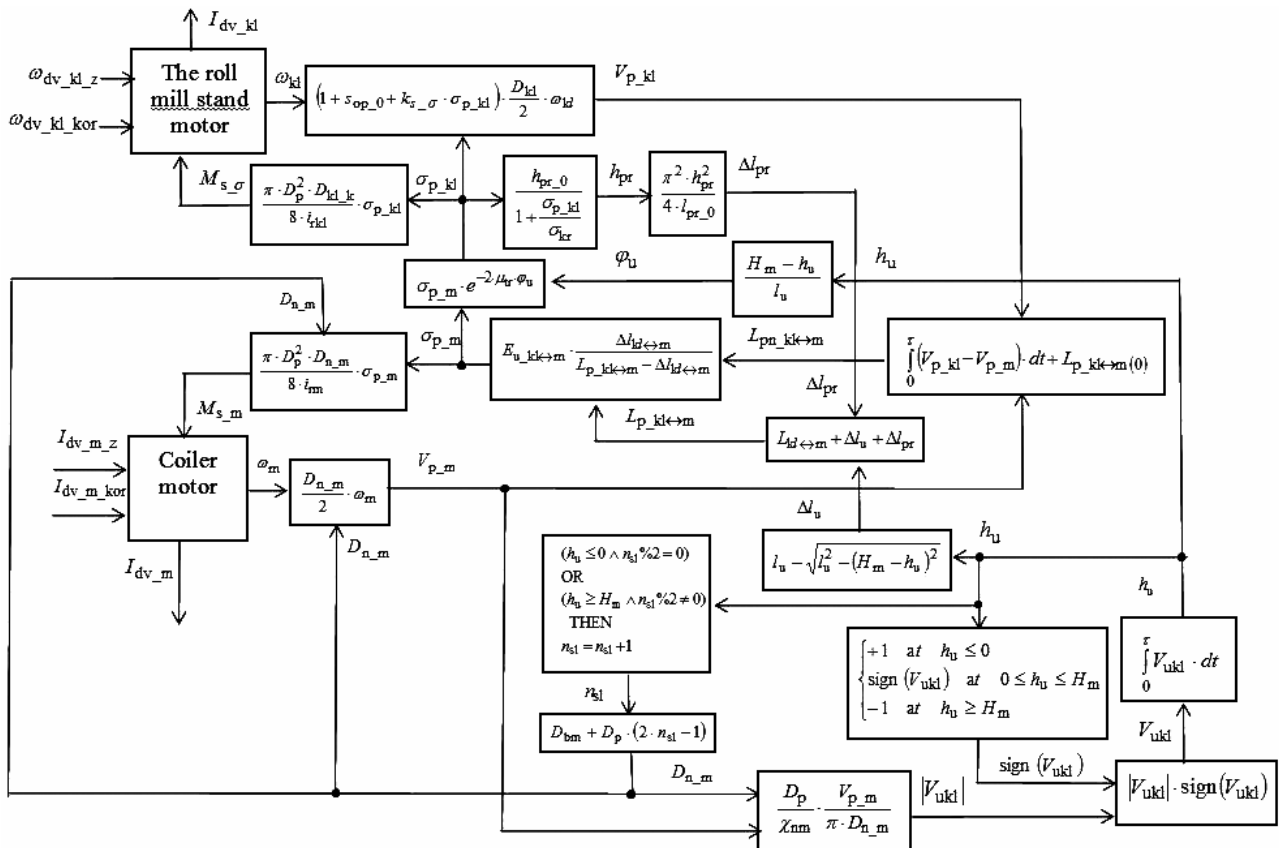 I_dv_kl
ω_dv_kl_z
The roll
mill stand
motor
ω_dv_kl_kor
ω_kl
(1 + s_op_0 + k_s_σ · σ_p_kl) · D_kl/2 · ω_kl
V_p_kl
M_s_σ
π · D_p^2 · D_kl_k / 8 · i_rkl · σ_p_kl
σ_p_kl
h_pr_0 / 1 + σ_p_kl/σ_kr
h_pr
π^2 · h_pr^2 / 4 · l_pr_0
Δl_pr
σ_p_m · e^(-2·μ_tr·φ_u)
φ_u
H_m − h_u / l_u
h_u
D_n_m
π · D_p^2 · D_n_m / 8 · i_rm · σ_p_m
σ_p_m
E_u_kl↔m · Δl_kl↔m / L_p_kl↔m − Δl_kl↔m
L_pn_kl↔m
∫_0^τ (V_p_kl − V_p_m) · dt + L_p_kl↔m(0)
M_s_m
L_p_kl↔m
Δl_pr
L_kl↔m + Δl_u + Δl_pr
I_dv_m_z
I_dv_m_kor
Coiler
motor
ω_m
D_n_m/2 · ω_m
V_p_m
D_n_m
I_dv_m
Δl_u
l_u − √(l_u^2 − (H_m − h_u)^2)
h_u
h_u
(h_u ≤ 0 ∧ n_sl%2 = 0)
OR
(h_u ≥ H_m ∧ n_sl%2 ≠ 0)
THEN
n_sl = n_sl + 1
n_sl
D_bm + D_p · (2 · n_sl − 1)
D_n_m
+1 at h_u ≤ 0
sign (V_ukl) at 0 ≤ h_u ≤ H_m
−1 at h_u ≥ H_m
∫_0^τ V_ukl · dt
V_ukl
sign (V_ukl)
D_p/χ_nm · V_p_m / π · D_n_m
|V_ukl|
|V_ukl| · sign(V_ukl)